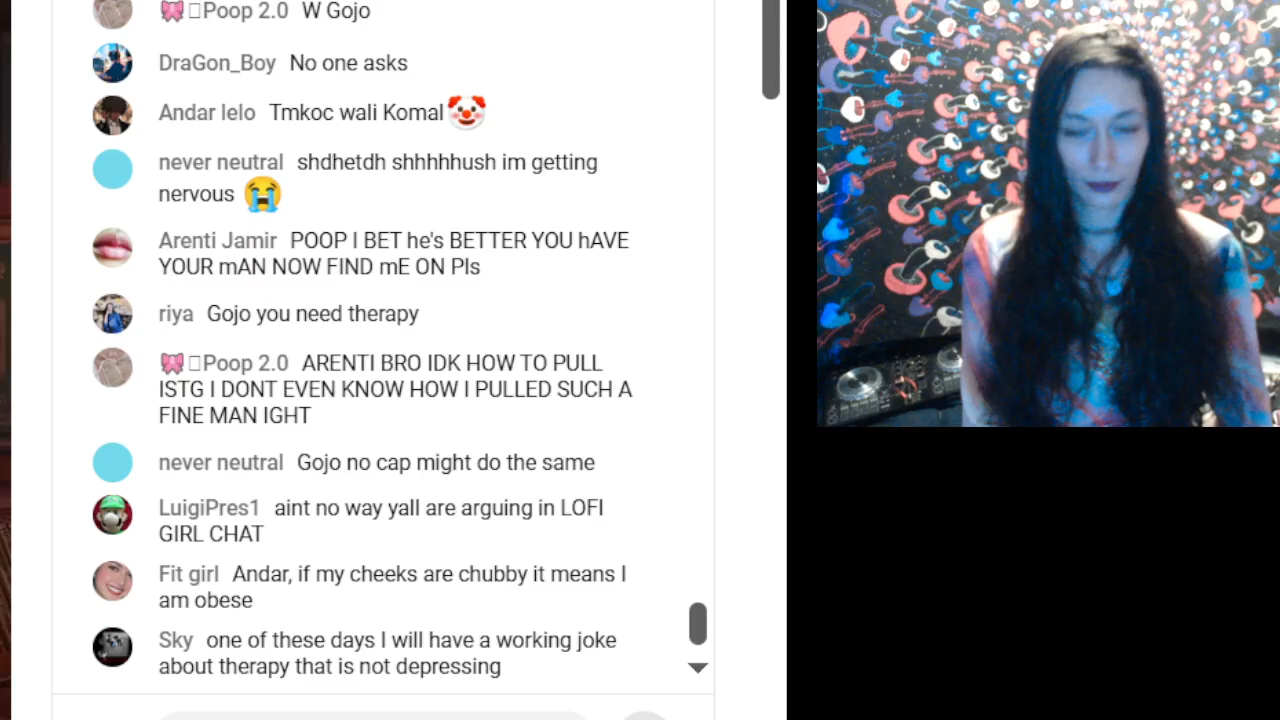 🎀 Poop 2.0 W Gojo
DraGon_Boy No one asks
Andar lelo Tmkoc wali Komal🤡
never neutral shdhetdh shhhhush im getting
nervous 😭
Arenti Jamir POOP I BET he's BETTER YOU hAVE
YOUR mAN NOW FIND mE ON Pls
riya Gojo you need therapy
🎀 Poop 2.0 ARENTI BRO IDK HOW TO PULL
ISTG I DONT EVEN KNOW HOW I PULLED SUCH A
FINE MAN IGHT
never neutral Gojo no cap might do the same
LuigiPres1 aint no way yall are arguing in LOFI
GIRL CHAT
Fit girl Andar, if my cheeks are chubby it means I
am obese
Sky one of these days I will have a working joke
about therapy that is not depressing